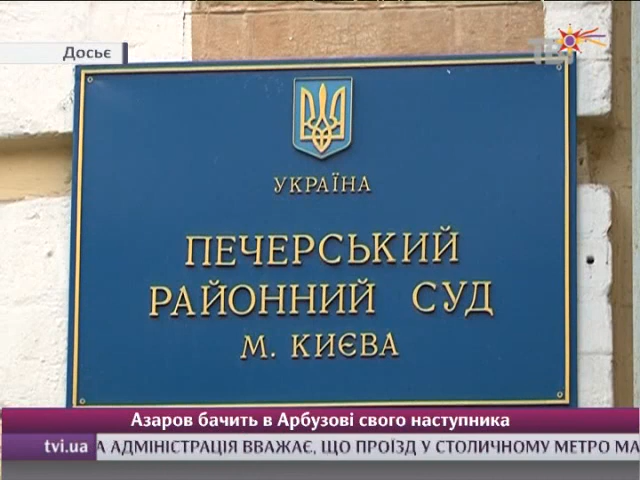 Досьє
УКРАЇНА
ПЕЧЕРСЬКИЙ
РАЙОННИЙ СУД
М. КИЄВА
Азаров бачить в Арбузові свого наступника
tvi.ua А АДМІНІСТРАЦІЯ ВВАЖАЄ, ЩО ПРОЇЗД У СТОЛИЧНОМУ МЕТРО МА